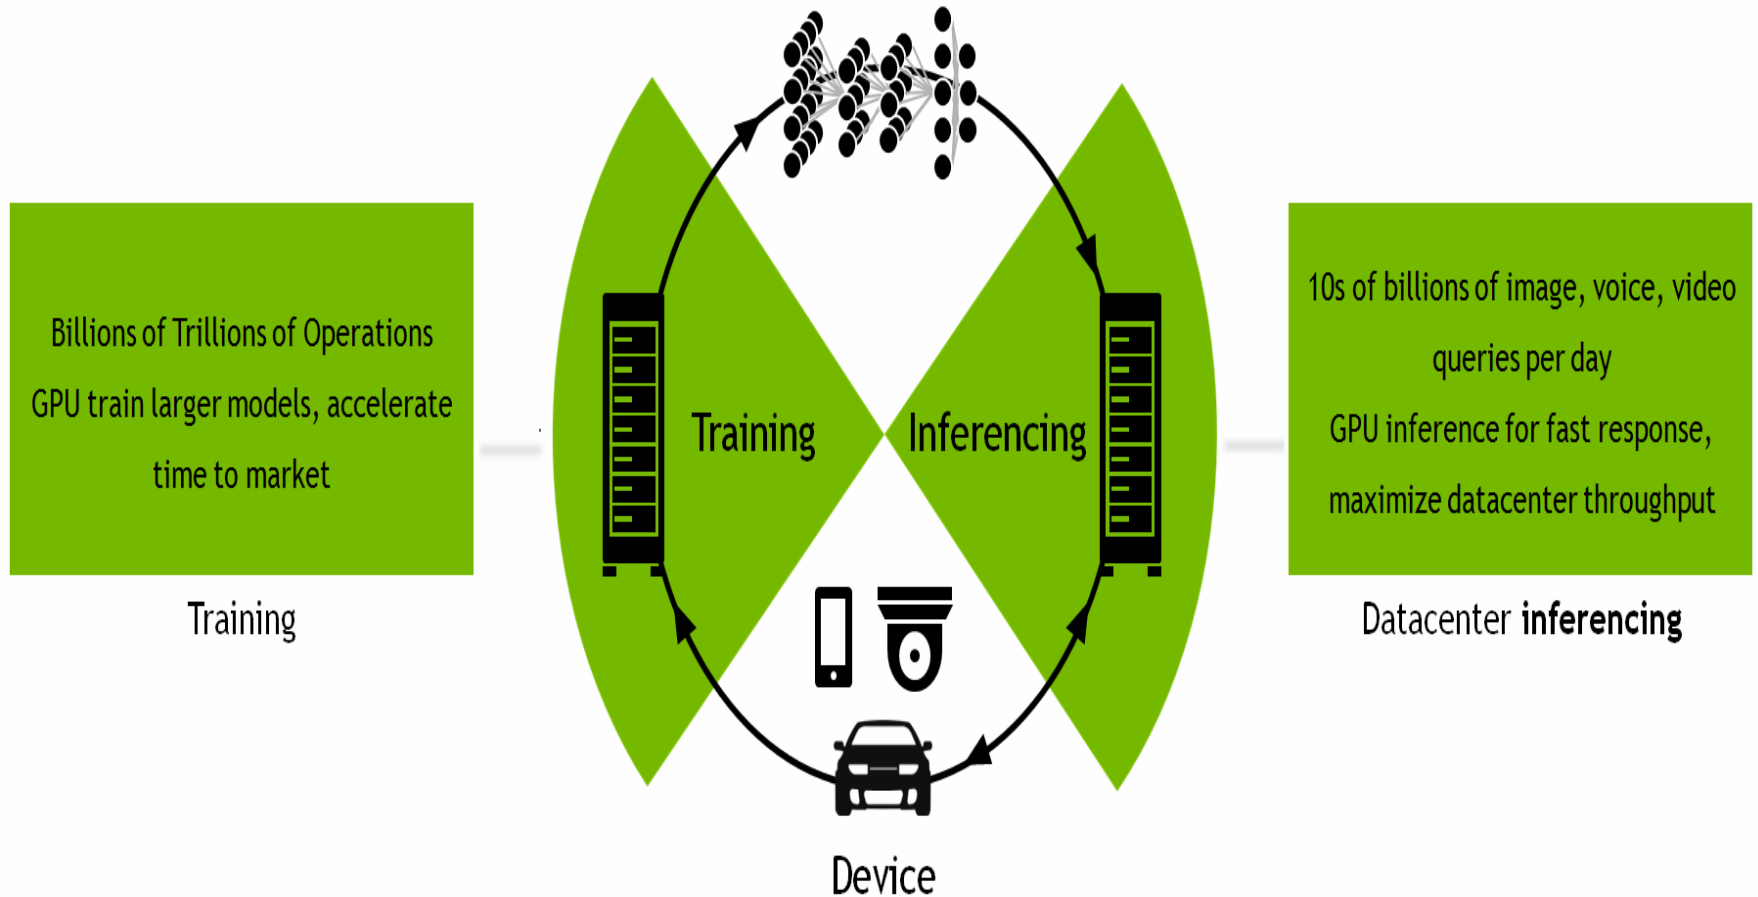 Billions of Trillions of Operations
GPU train larger models, accelerate
time to market
Training
Training
Inferencing
10s of billions of image, voice, video
queries per day
GPU inference for fast response,
maximize datacenter throughput
Datacenter inferencing
Device